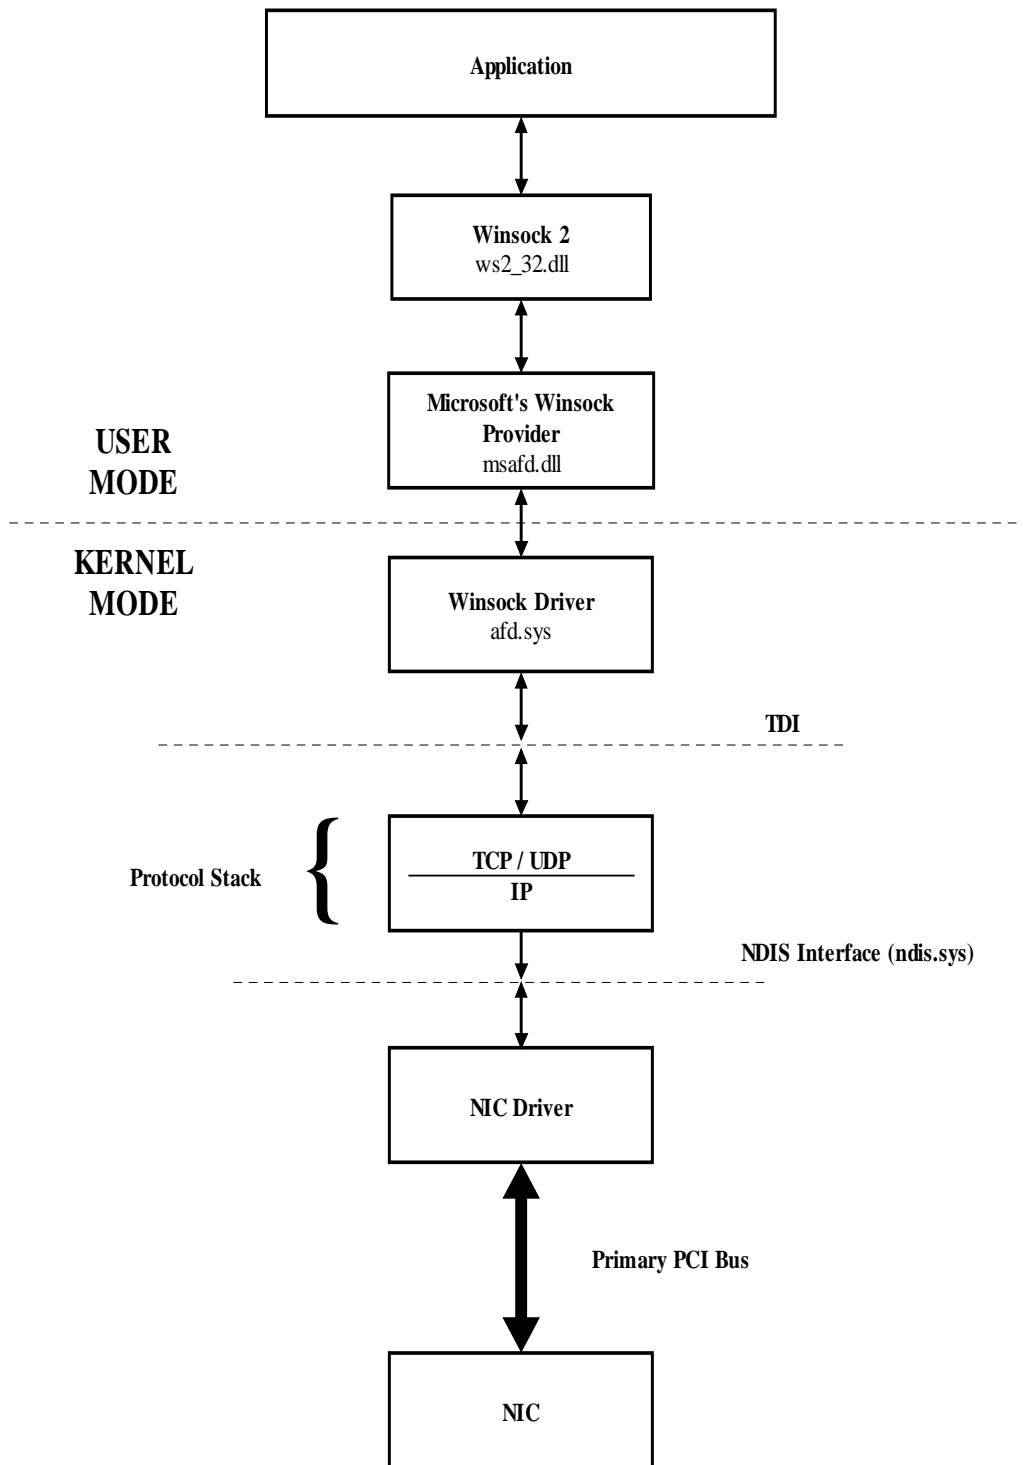 Application
Winsock 2
ws2_32.dll
Microsoft's Winsock
Provider
msafd.dll
USER
MODE
KERNEL
MODE
Winsock Driver
afd.sys
TDI
TCP / UDP
IP
Protocol Stack
NDIS Interface (ndis.sys)
NIC Driver
Primary PCI Bus
NIC